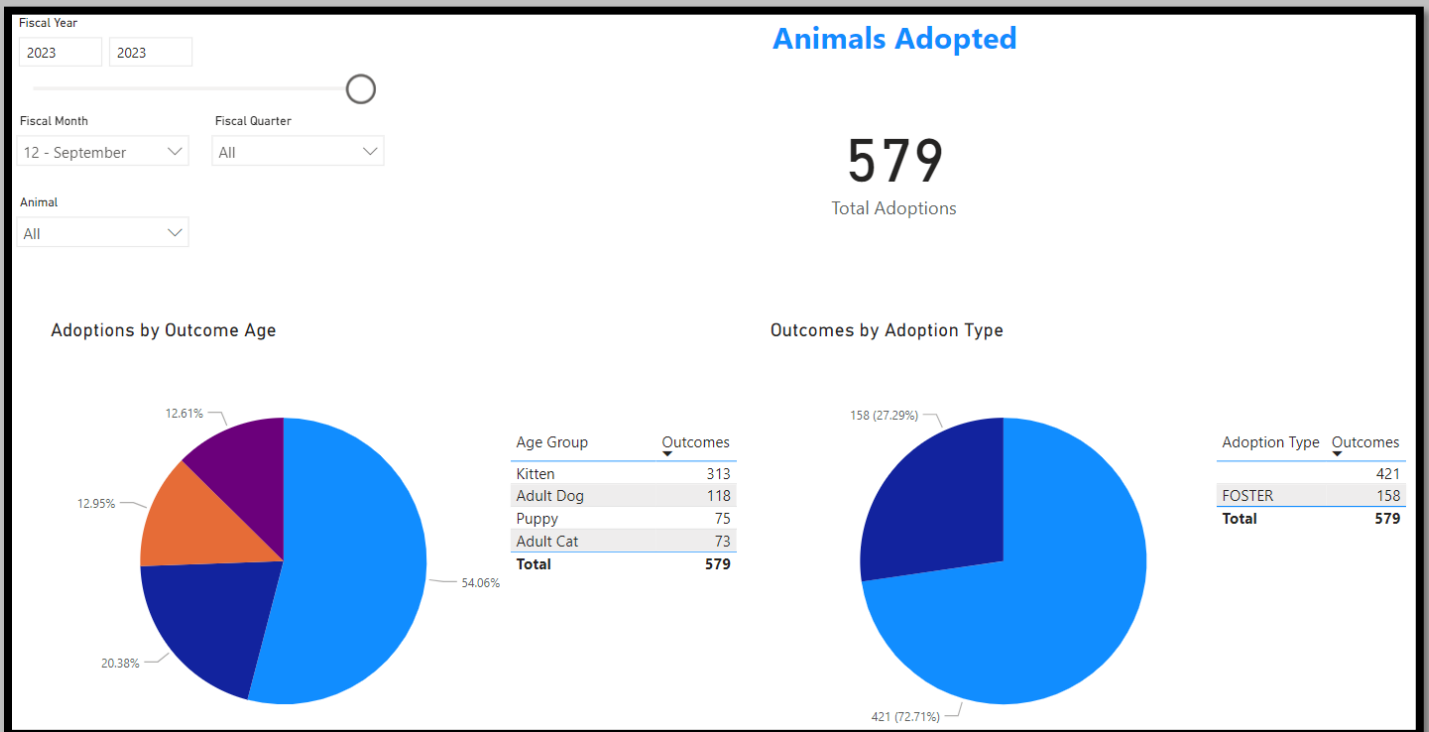 Fiscal Year
2023 2023
Fiscal Month Fiscal Quarter
12 - September All
Animal
All
Animals Adopted
579
Total Adoptions
Adoptions by Outcome Age
12.61%
12.95%
20.38%
54.06%
Age Group Outcomes
Kitten 313
Adult Dog 118
Puppy 75
Adult Cat 73
Total 579
Outcomes by Adoption Type
158 (27.29%)
421 (72.71%)
Adoption Type Outcomes
421
FOSTER 158
Total 579